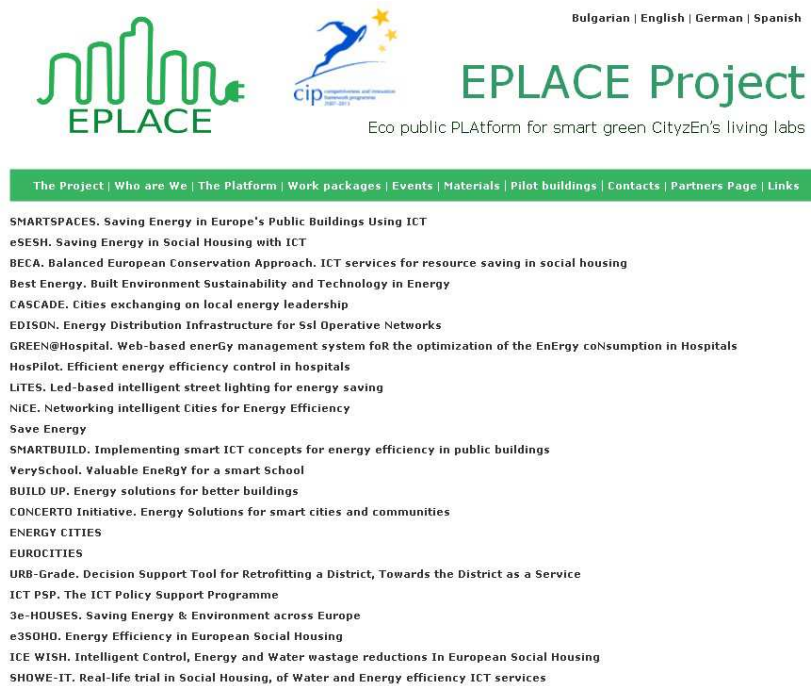 Bulgarian | English | German | Spanish
EPLACE
cip competitiveness and innovation
framework programme
2007-2013
EPLACE Project
Eco public PLAtform for smart green CityzEn's living labs
The Project | Who are We | The Platform | Work packages | Events | Materials | Pilot buildings | Contacts | Partners Page | Links
SMARTSPACES. Saving Energy in Europe's Public Buildings Using ICT
eSESH. Saving Energy in Social Housing with ICT
BECA. Balanced European Conservation Approach. ICT services for resource saving in social housing
Best Energy. Built Environment Sustainability and Technology in Energy
CASCADE. Cities exchanging on local energy leadership
EDISON. Energy Distribution Infrastructure for Ssl Operative Networks
GREEN@Hospital. Web-based enerGy management system foR the optimization of the EnErgy coNsumption in Hospitals
HosPilot. Efficient energy efficiency control in hospitals
LiTES. Led-based intelligent street lighting for energy saving
NiCE. Networking intelligent Cities for Energy Efficiency
Save Energy
SMARTBUILD. Implementing smart ICT concepts for energy efficiency in public buildings
VerySchool. Valuable EneRgY for a smart School
BUILD UP. Energy solutions for better buildings
CONCERTO Initiative. Energy Solutions for smart cities and communities
ENERGY CITIES
EUROCITIES
URB-Grade. Decision Support Tool for Retrofitting a District, Towards the District as a Service
ICT PSP. The ICT Policy Support Programme
3e-HOUSES. Saving Energy & Environment across Europe
e3SOHO. Energy Efficiency in European Social Housing
ICE WISH. Intelligent Control, Energy and Water wastage reductions In European Social Housing
SHOWE-IT. Real-life trial in Social Housing, of Water and Energy efficiency ICT services